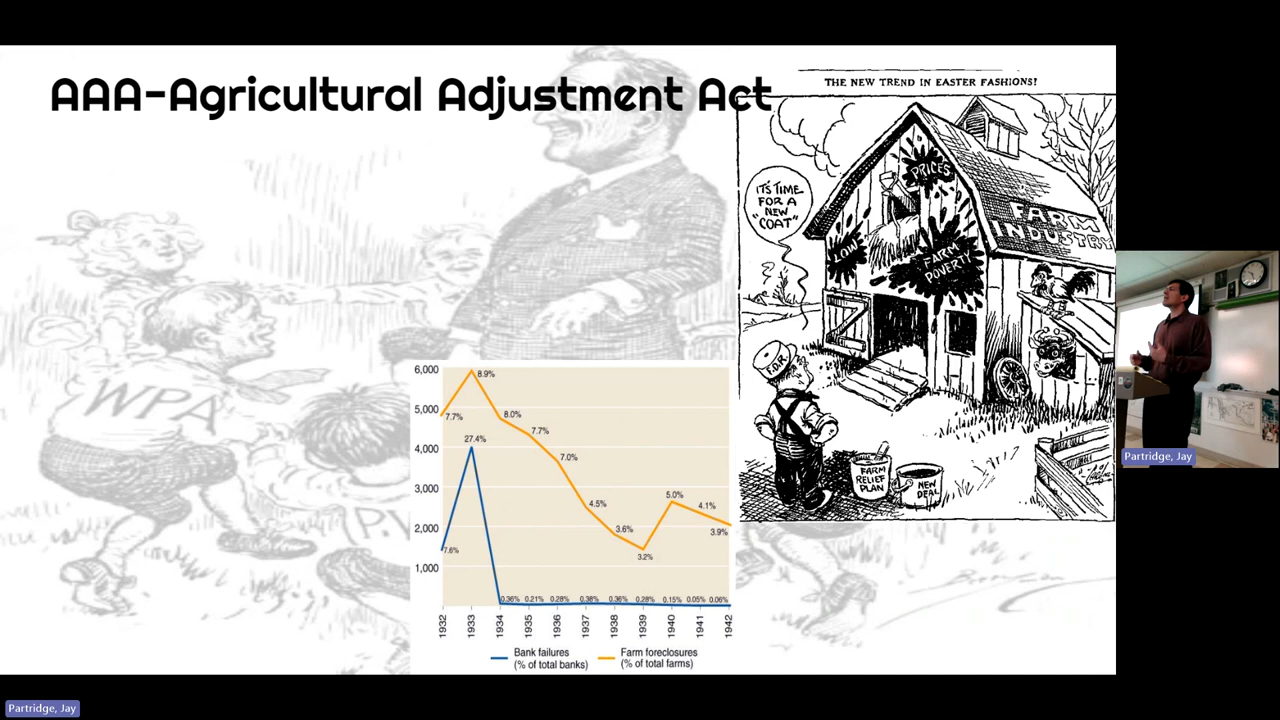 AAA-Agricultural Adjustment Act
THE NEW TREND IN EASTER FASHIONS?
IT'S TIME
FOR A
NEW
"COAT"
PRICES
LOW
FARM
POVERTY
FARM
INDUSTRY
F.D.R.
FARM
RELIEF
PLAN
NEW
DEAL
WPA
6,000
5,000
4,000
3,000
2,000
1,000
7.7%
8.9%
8.0%
7.7%
7.0%
4.5%
3.6%
3.2%
5.0%
4.1%
3.9%
7.6%
27.4%
0.36%
0.21%
0.28%
0.38%
0.36%
0.28%
0.15%
0.05%
0.06%
1932
1933
1934
1935
1936
1937
1938
1939
1940
1941
1942
Bank failures
(% of total banks)
Farm foreclosures
(% of total farms)
Partridge, Jay
Partridge, Jay